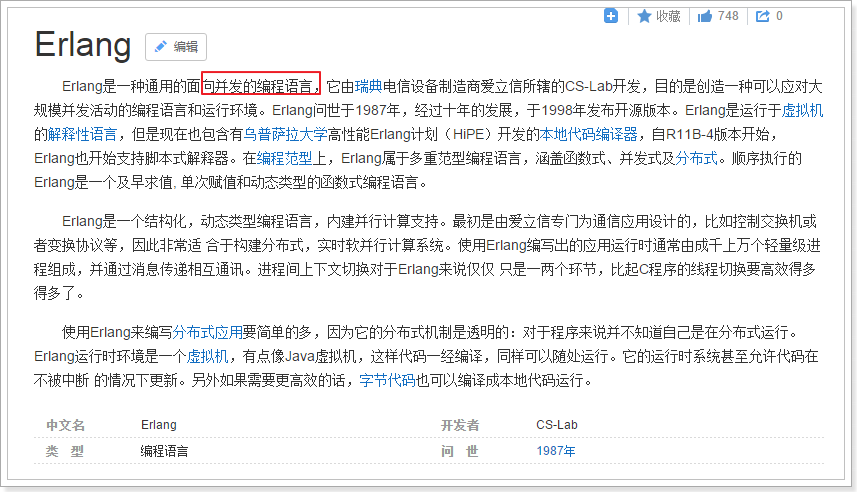 收藏 748 0
Erlang 编辑
Erlang是一种通用的面向并发的编程语言，它由瑞典电信设备制造商爱立信所辖的CS-Lab开发，目的是创造一种可以应对大
规模并发活动的编程语言和运行环境。Erlang问世于1987年，经过十年的发展，于1998年发布开源版本。Erlang是运行于虚拟机
的解释性语言，但是现在也包含有乌普萨拉大学高性能Erlang计划（HiPE）开发的本地代码编译器，自R11B-4版本开始，
Erlang也开始支持脚本式解释器。在编程范型上，Erlang属于多重范型编程语言，涵盖函数式、并发式及分布式。顺序执行的
Erlang是一个及早求值, 单次赋值和动态类型的函数式编程语言。
Erlang是一个结构化，动态类型编程语言，内建并行计算支持。最初是由爱立信专门为通信应用设计的，比如控制交换机或
者变换协议等，因此非常适 合于构建分布式，实时软并行计算系统。使用Erlang编写出的应用运行时通常由成千上万个轻量级进
程组成，并通过消息传递相互通讯。进程间上下文切换对于Erlang来说仅仅 只是一两个环节，比起C程序的线程切换要高效得多
得多了。
使用Erlang来编写分布式应用要简单的多，因为它的分布式机制是透明的：对于程序来说并不知道自己是在分布式运行。
Erlang运行时环境是一个虚拟机，有点像Java虚拟机，这样代码一经编译，同样可以随处运行。它的运行时系统甚至允许代码在
不被中断 的情况下更新。另外如果需要更高效的话，字节代码也可以编译成本地代码运行。
中文名 Erlang 开发者 CS-Lab
类 型 编程语言 问 世 1987年